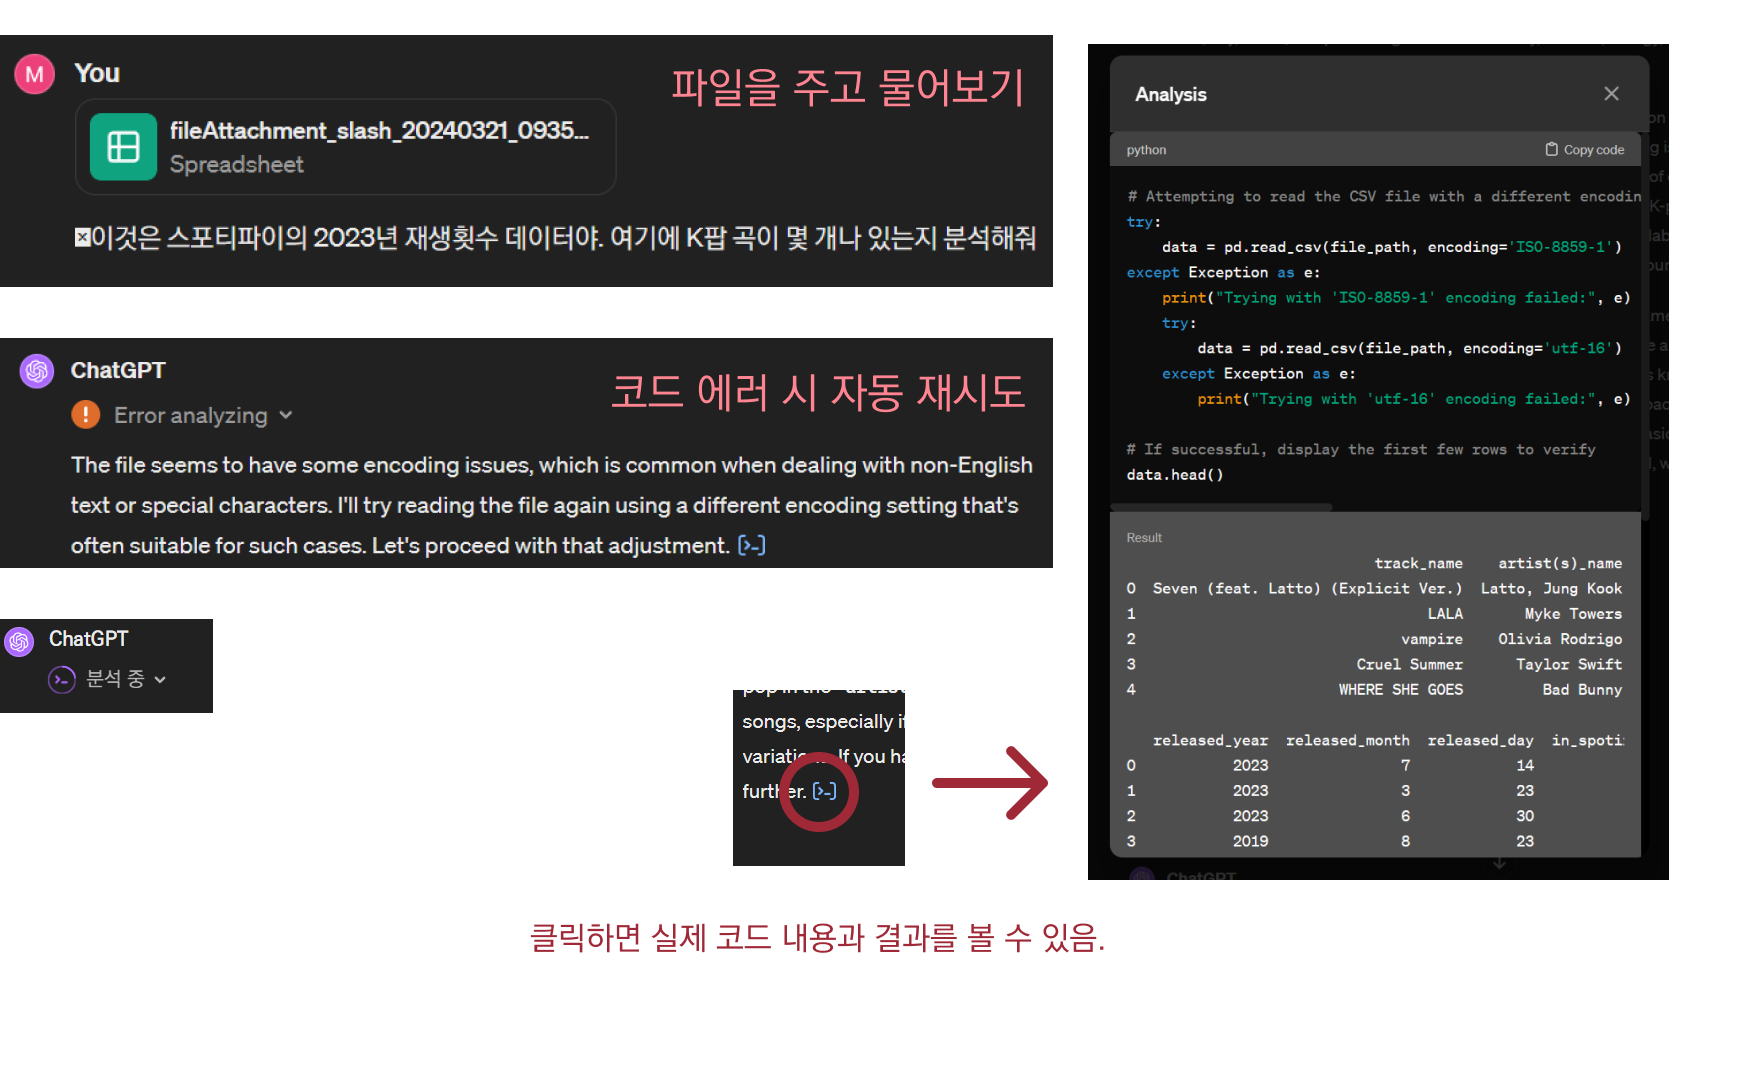 M
You
파일을 주고 물어보기
fileAttachment_slash_20240321_0935...
Spreadsheet
이것은 스포티파이의 2023년 재생횟수 데이터야. 여기에 K팝 곡이 몇 개나 있는지 분석해줘
ChatGPT
코드 에러 시 자동 재시도
Error analyzing
The file seems to have some encoding issues, which is common when dealing with non-English
text or special characters. I'll try reading the file again using a different encoding setting that's
often suitable for such cases. Let's proceed with that adjustment. [>-]
ChatGPT
분석 중
songs, especially if
If you ha
further. [>-]
클릭하면 실제 코드 내용과 결과를 볼 수 있음.
Analysis
python
Copy code
# Attempting to read the CSV file with a different encodin
try:
    data = pd.read_csv(file_path, encoding='ISO-8859-1')
except Exception as e:
    print("Trying with 'ISO-8859-1' encoding failed:", e)
    try:
        data = pd.read_csv(file_path, encoding='utf-16')
    except Exception as e:
        print("Trying with 'utf-16' encoding failed:", e)
# If successful, display the first few rows to verify
data.head()
Result
track_name artist(s)_name
0 Seven (feat. Latto) (Explicit Ver.) Latto, Jung Kook
1 LALA Myke Towers
2 vampire Olivia Rodrigo
3 Cruel Summer Taylor Swift
4 WHERE SHE GOES Bad Bunny
released_year released_month released_day in_spoti
0 2023 7 14
1 2023 3 23
2 2023 6 30
3 2019 8 23
ChatGPT